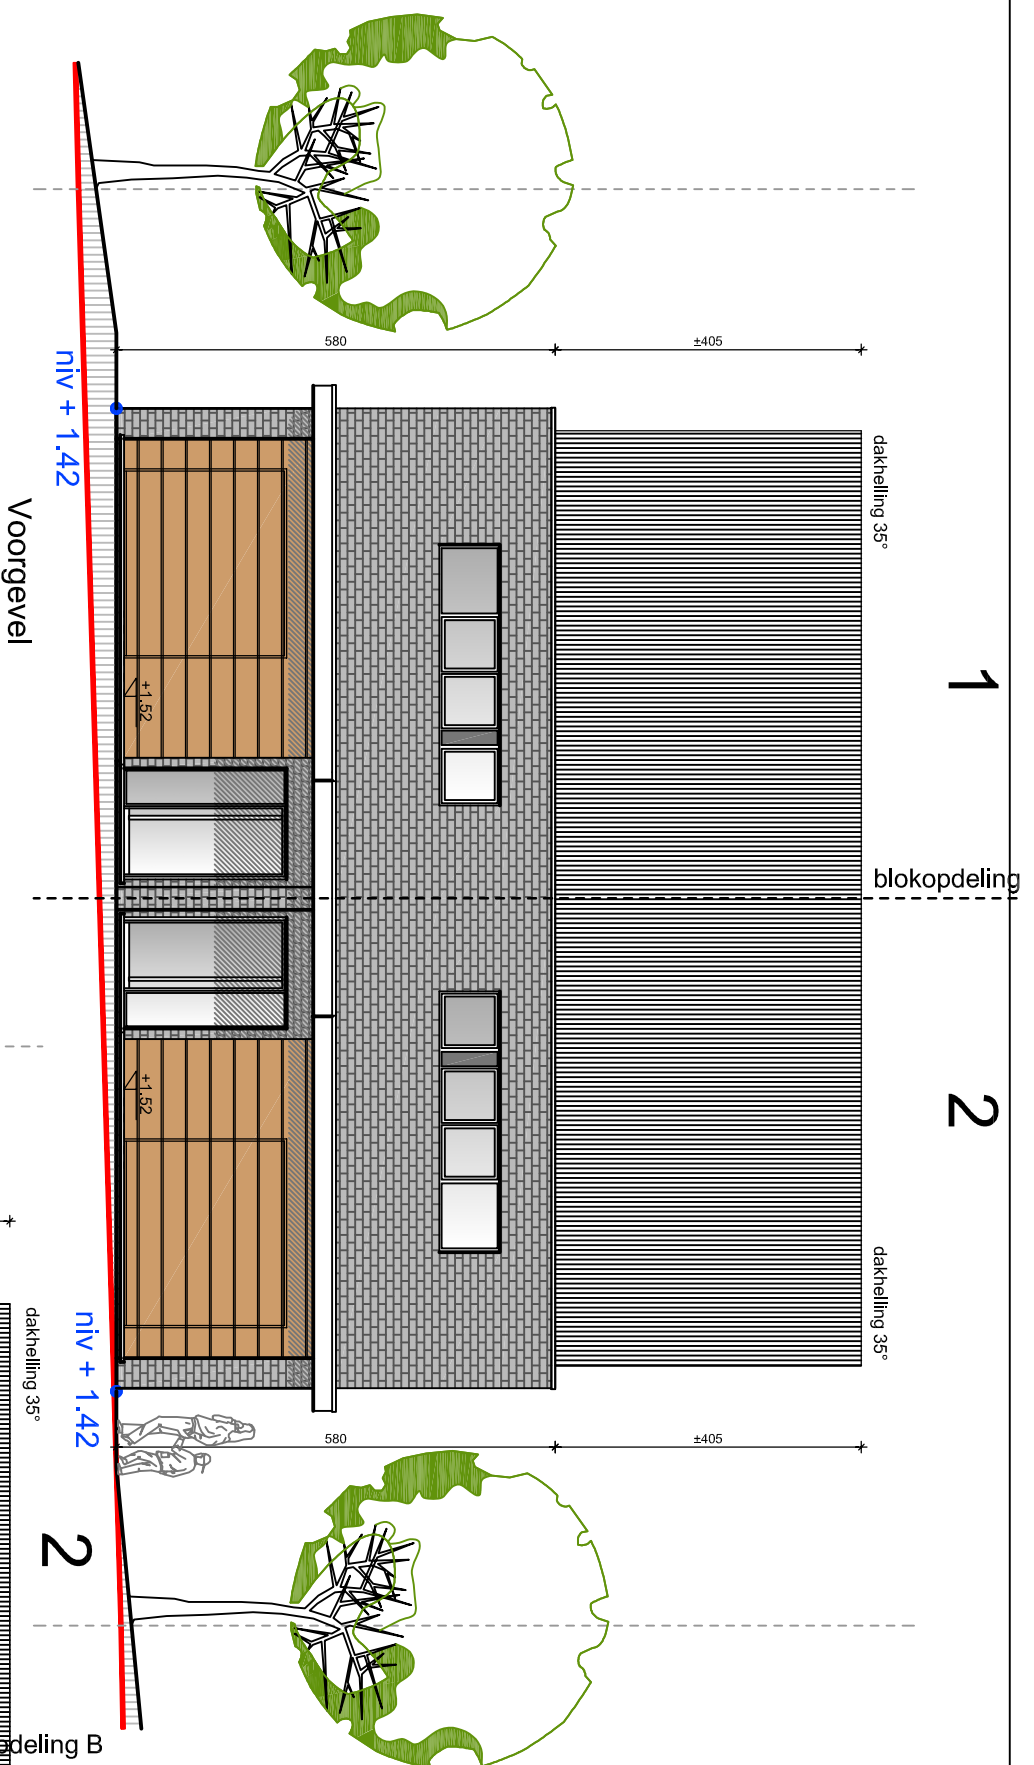 1
2
blokopdeling
dakhelling 35°
dakhelling 35°
±405
±405
580
580
+1.52
+1.52
niv + 1.42
niv + 1.42
Voorgevel
2
dakhelling 35°
deling B